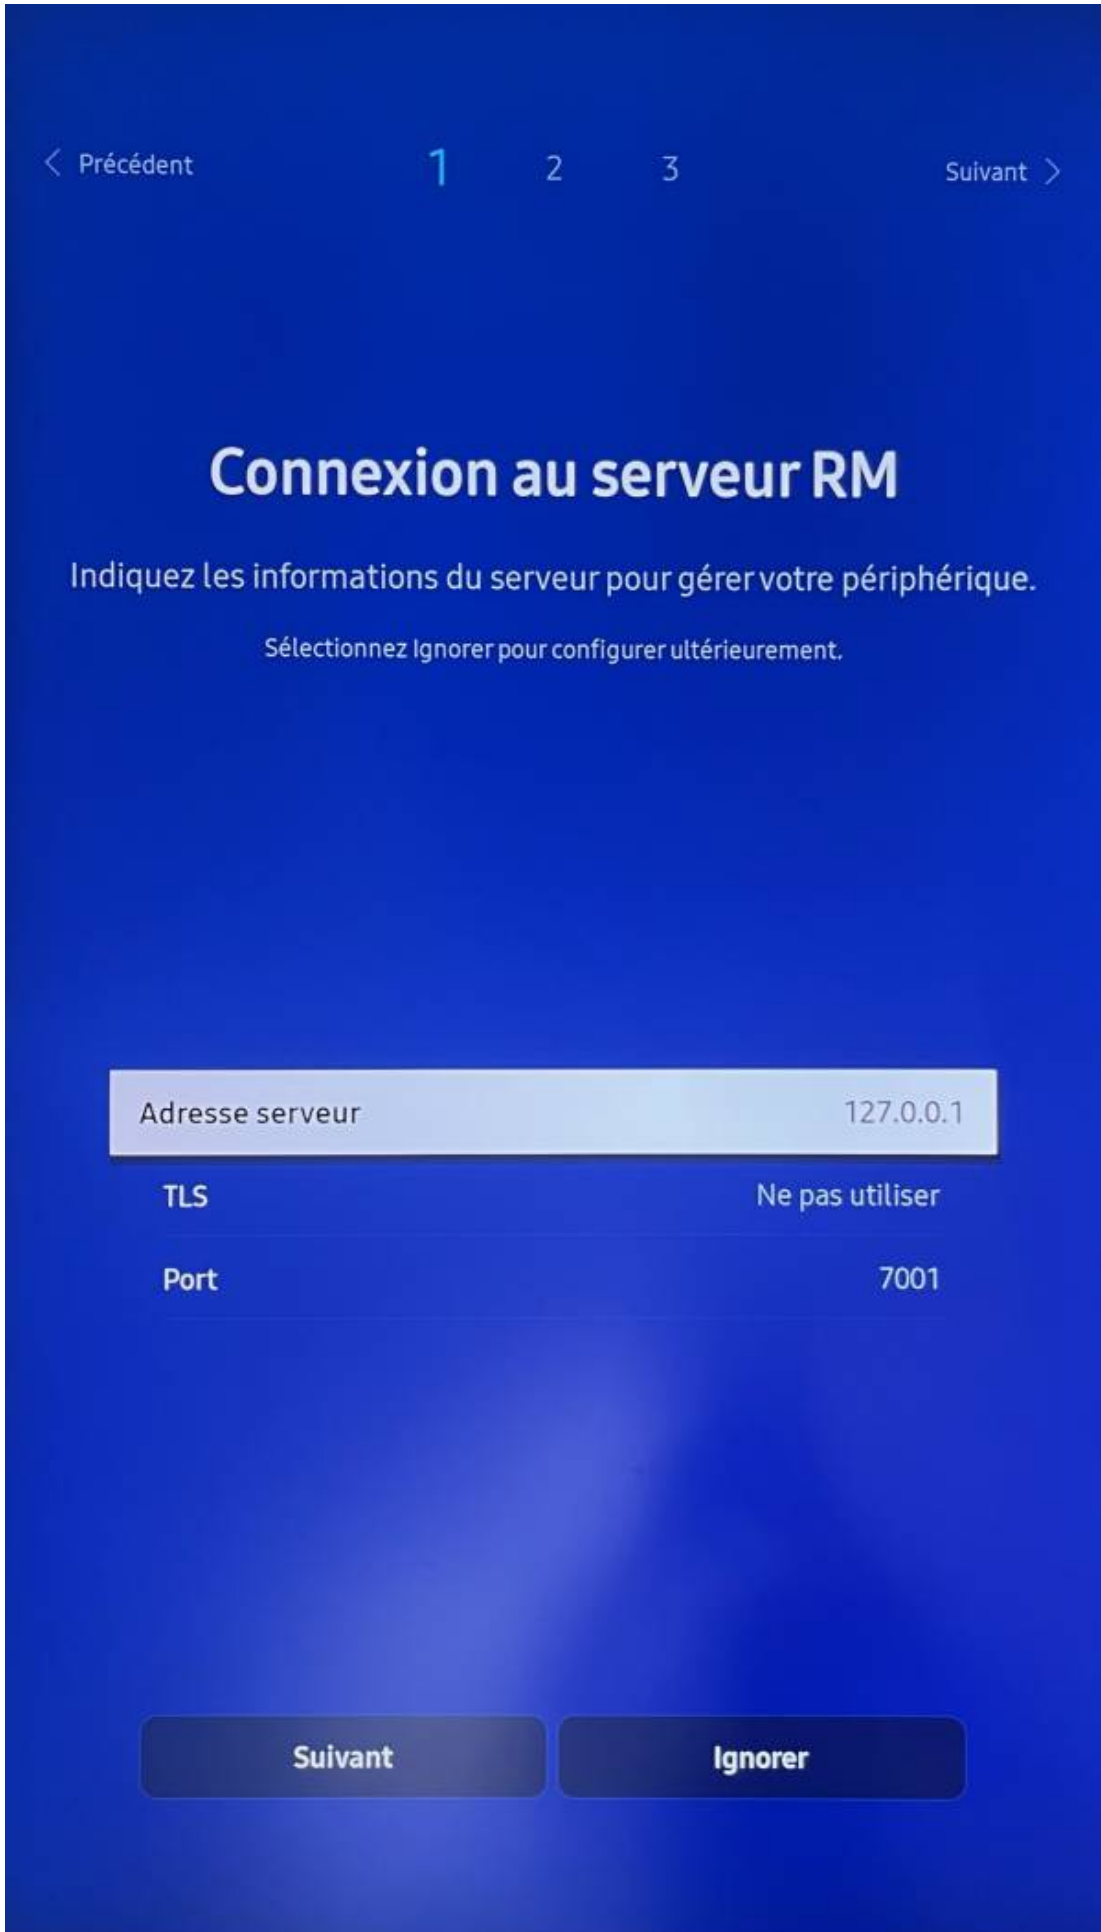 Précédent
1
2
3
Suivant
Connexion au serveur RM
Indiquez les informations du serveur pour gérer votre périphérique.
Sélectionnez Ignorer pour configurer ultérieurement.
Adresse serveur 127.0.0.1
TLS Ne pas utiliser
Port 7001
Suivant
Ignorer